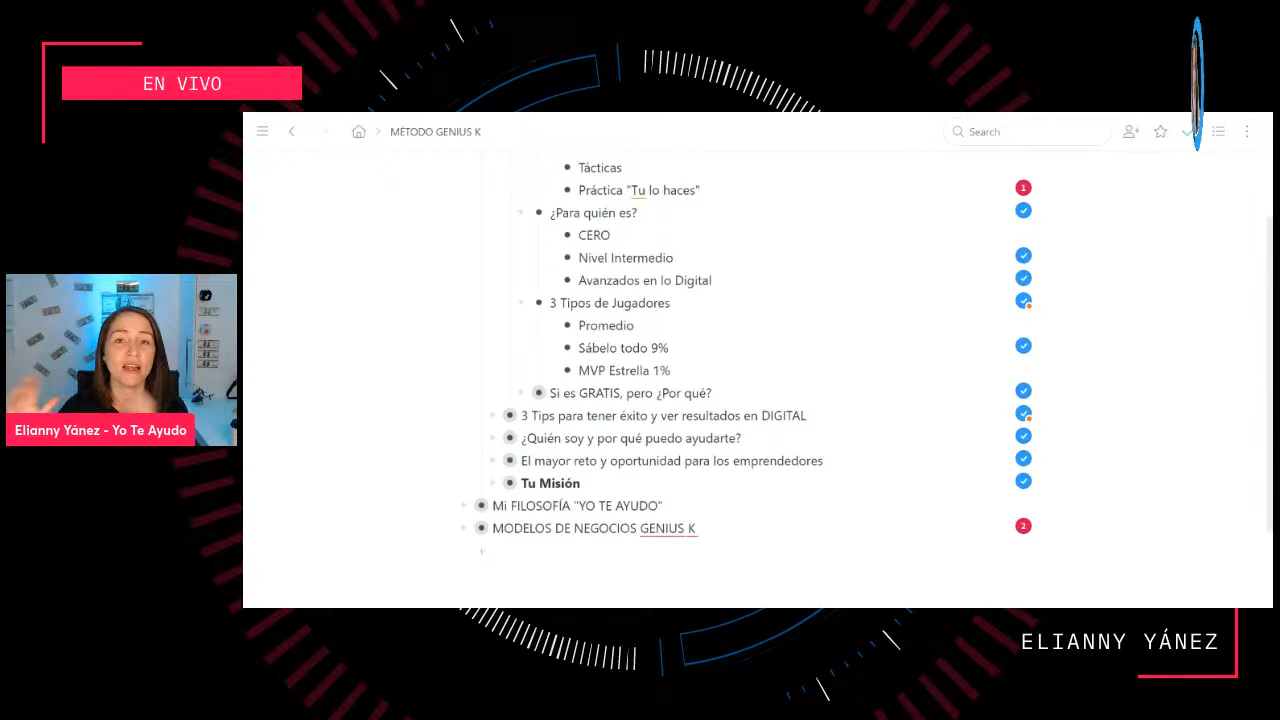 EN VIVO
MÉTODO GENIUS K
Search
Tácticas
Práctica "Tu lo haces"
1
¿Para quién es?
CERO
Nivel Intermedio
Avanzados en lo Digital
3 Tipos de Jugadores
Promedio
Sábelo todo 9%
MVP Estrella 1%
Si es GRATIS, pero ¿Por qué?
3 Tips para tener éxito y ver resultados en DIGITAL
¿Quién soy y por qué puedo ayudarte?
El mayor reto y oportunidad para los emprendedores
Tu Misión
Mi FILOSOFÍA "YO TE AYUDO"
MODELOS DE NEGOCIOS GENIUS K
2
Elianny Yánez - Yo Te Ayudo
ELIANNY YÁNEZ